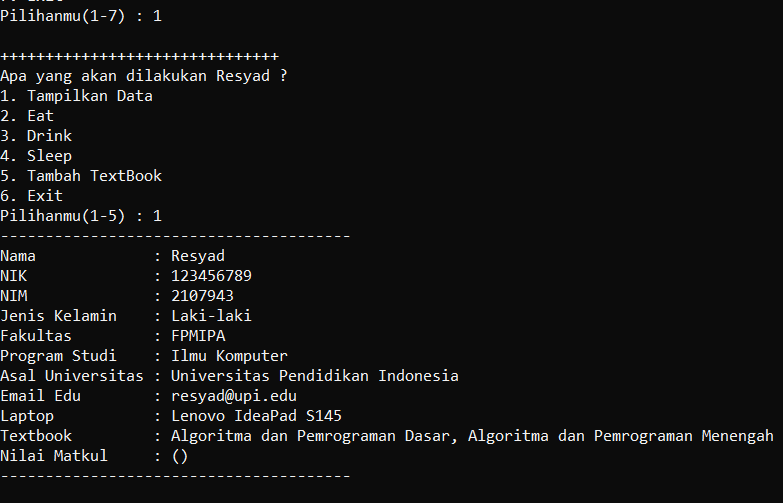 Pilihanmu(1-7) : 1
+++++++++++++++++++++++++++++++
Apa yang akan dilakukan Resyad ?
1. Tampilkan Data
2. Eat
3. Drink
4. Sleep
5. Tambah TextBook
6. Exit
Pilihanmu(1-5) : 1
---------------------------------------
Nama             : Resyad
NIK              : 123456789
NIM              : 2107943
Jenis Kelamin    : Laki-laki
Fakultas         : FPMIPA
Program Studi    : Ilmu Komputer
Asal Universitas : Universitas Pendidikan Indonesia
Email Edu        : resyad@upi.edu
Laptop           : Lenovo IdeaPad S145
Textbook         : Algoritma dan Pemrograman Dasar, Algoritma dan Pemrograman Menengah
Nilai Matkul     : ()
---------------------------------------